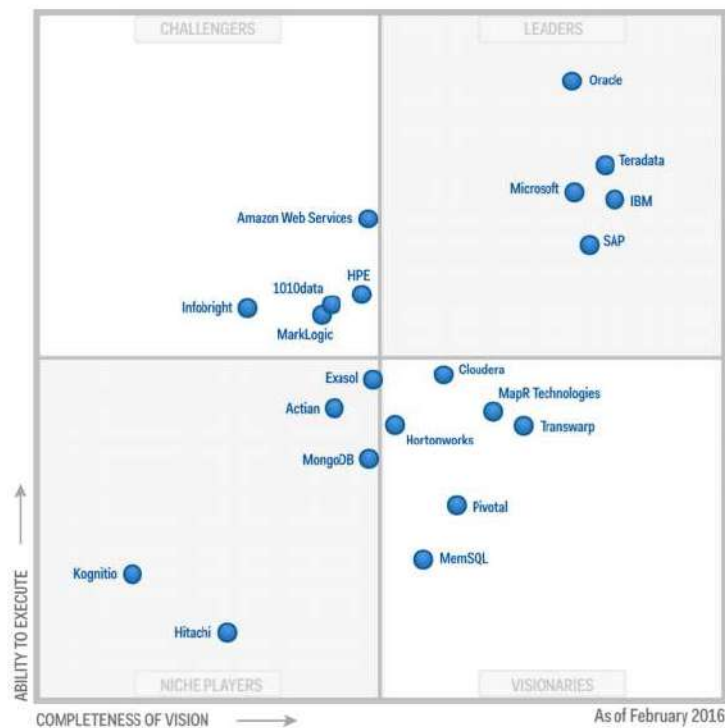 CHALLENGERS
LEADERS
Oracle
Teradata
Microsoft
IBM
Amazon Web Services
SAP
HPE
1010data
Infobright
MarkLogic
Exasol
Cloudera
MapR Technologies
Actian
Transwarp
Hortonworks
MongoDB
Pivotal
MemSQL
Kognitio
Hitachi
ABILITY TO EXECUTE
NICHE PLAYERS
VISIONARIES
COMPLETENESS OF VISION
As of February 2016